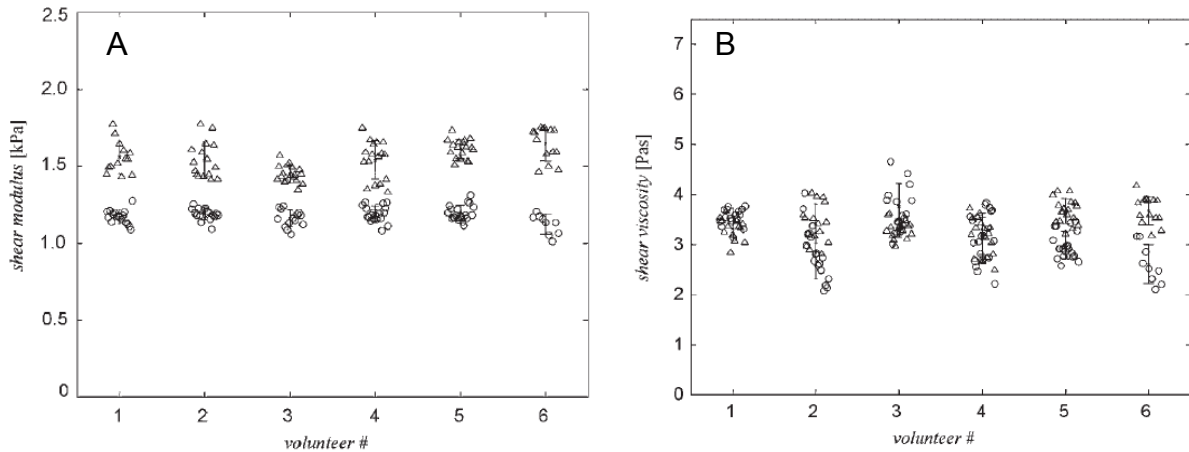 A
2.5
2.0
1.5
1.0
0.5
0
shear modulus [kPa]
1 2 3 4 5 6
volunteer #
B
7
6
5
4
3
2
1
0
shear viscosity [Pas]
1 2 3 4 5 6
volunteer #